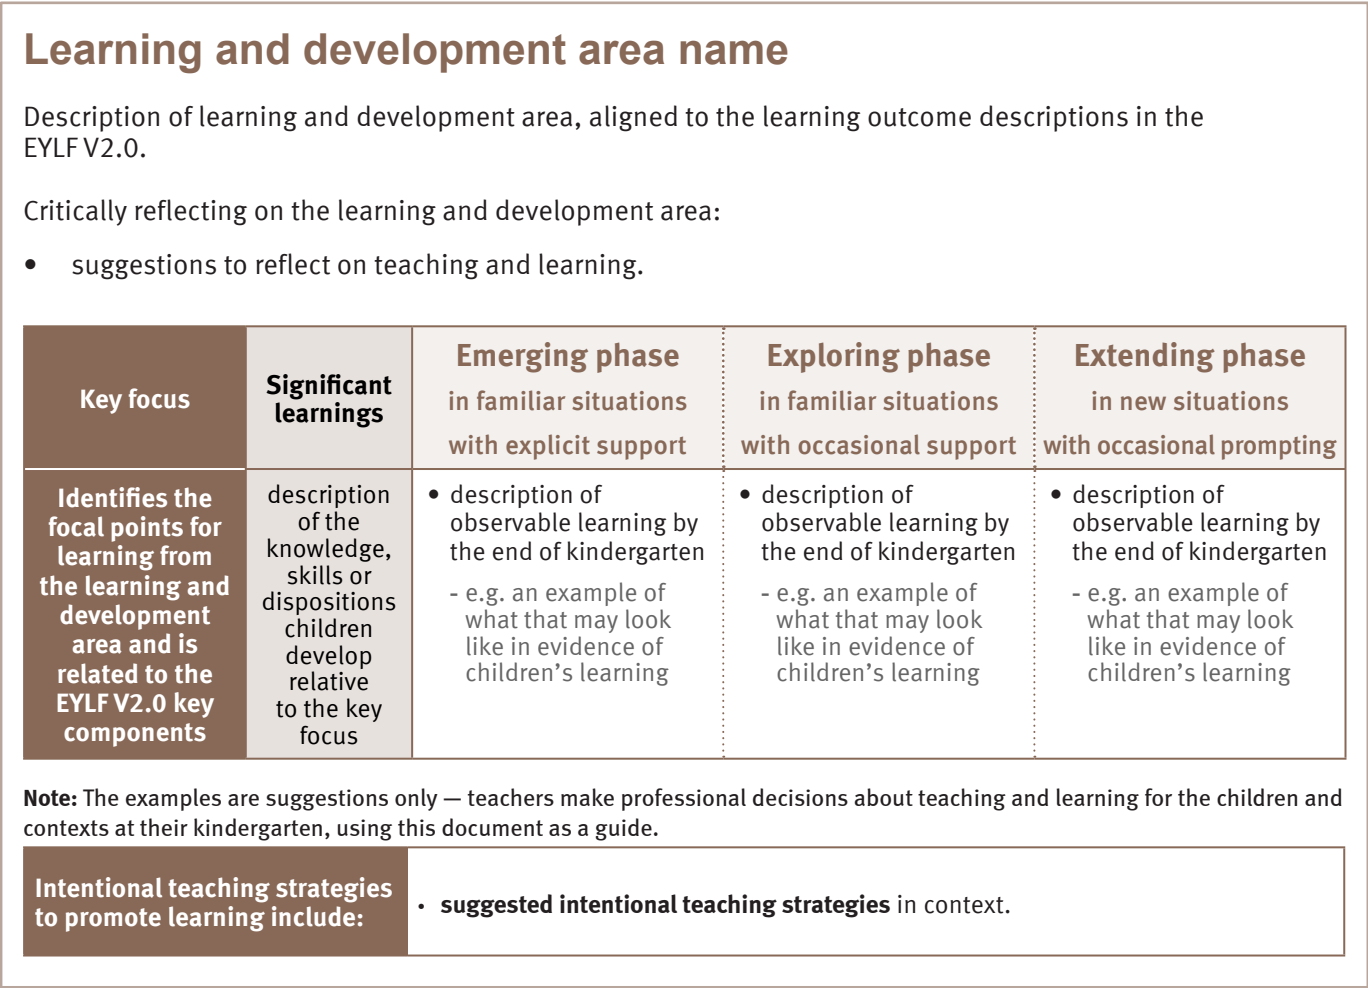 Learning and development area name
Description of learning and development area, aligned to the learning outcome descriptions in the
EYLF V2.0.
Critically reflecting on the learning and development area:
• suggestions to reflect on teaching and learning.
Key focus
Significant
learnings
Emerging phase
in familiar situations
with explicit support
Exploring phase
in familiar situations
with occasional support
Extending phase
in new situations
with occasional prompting
Identifies the
focal points for
learning from
the learning and
development
area and is
related to the
EYLF V2.0 key
components
description
of the
knowledge,
skills or
dispositions
children
develop
relative
to the key
focus
• description of
observable learning by
the end of kindergarten
- e.g. an example of
what that may look
like in evidence of
children’s learning
• description of
observable learning by
the end of kindergarten
- e.g. an example of
what that may look
like in evidence of
children’s learning
• description of
observable learning by
the end of kindergarten
- e.g. an example of
what that may look
like in evidence of
children’s learning
Note: The examples are suggestions only — teachers make professional decisions about teaching and learning for the children and
contexts at their kindergarten, using this document as a guide.
Intentional teaching strategies
to promote learning include:
• suggested intentional teaching strategies in context.